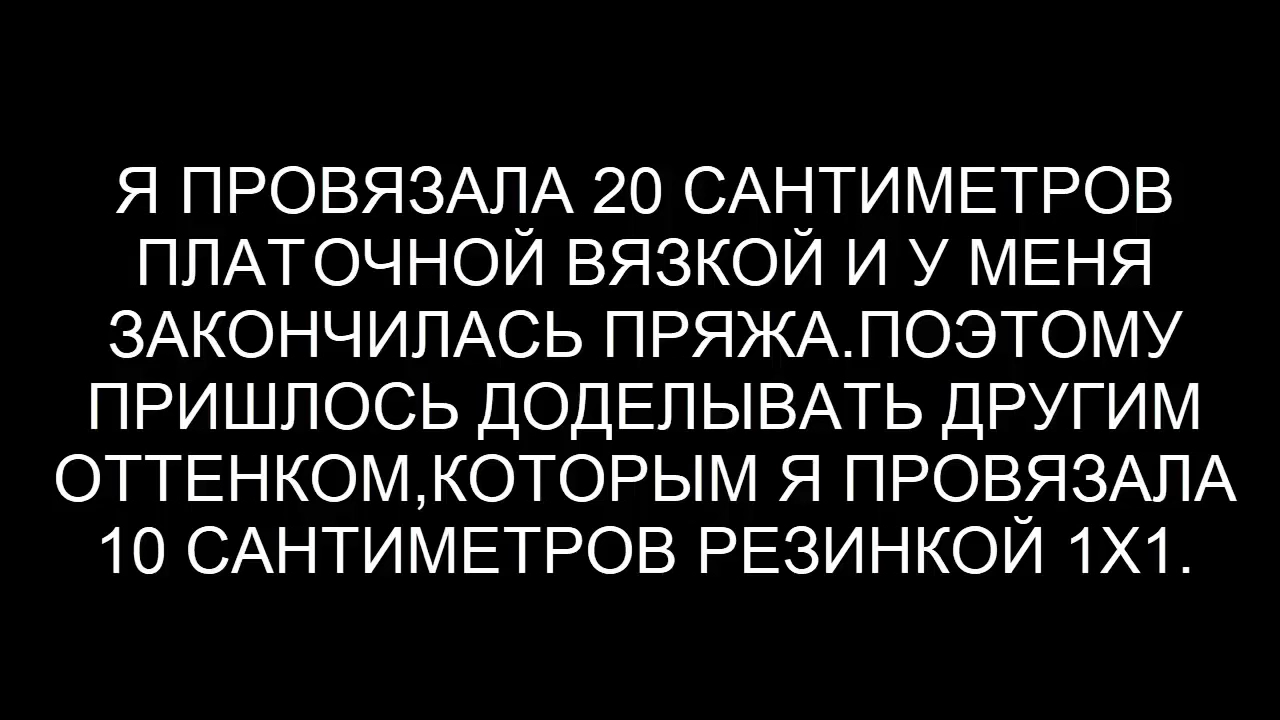 Я ПРОВЯЗАЛА 20 САНТИМЕТРОВ
ПЛАТОЧНОЙ ВЯЗКОЙ И У МЕНЯ
ЗАКОНЧИЛАСЬ ПРЯЖА.ПОЭТОМУ
ПРИШЛОСЬ ДОДЕЛЫВАТЬ ДРУГИМ
ОТТЕНКОМ,КОТОРЫМ Я ПРОВЯЗАЛА
10 САНТИМЕТРОВ РЕЗИНКОЙ 1Х1.